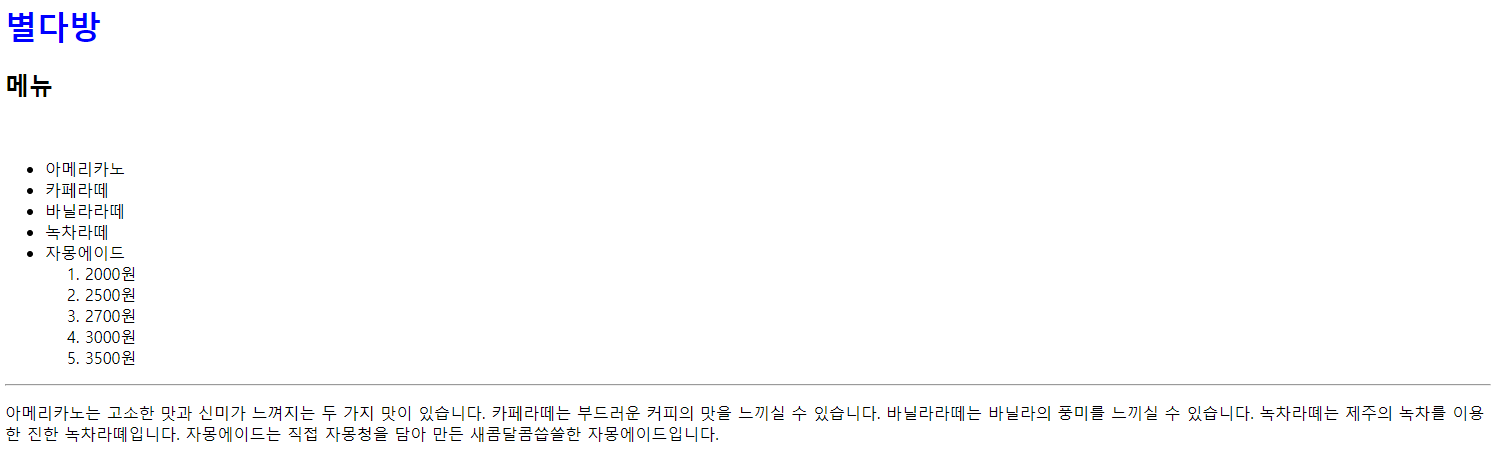 별다방
메뉴
• 아메리카노
• 카페라떼
• 바닐라라떼
• 녹차라떼
• 자몽에이드
1. 2000원
2. 2500원
3. 2700원
4. 3000원
5. 3500원
아메리카노는 고소한 맛과 신미가 느껴지는 두 가지 맛이 있습니다. 카페라떼는 부드러운 커피의 맛을 느끼실 수 있습니다. 바닐라라떼는 바닐라의 풍미를 느끼실 수 있습니다. 녹차라떼는 제주의 녹차를 이용
한 진한 녹차라떼입니다. 자몽에이드는 직접 자몽청을 담아 만든 새콤달콤쌉쌀한 자몽에이드입니다.